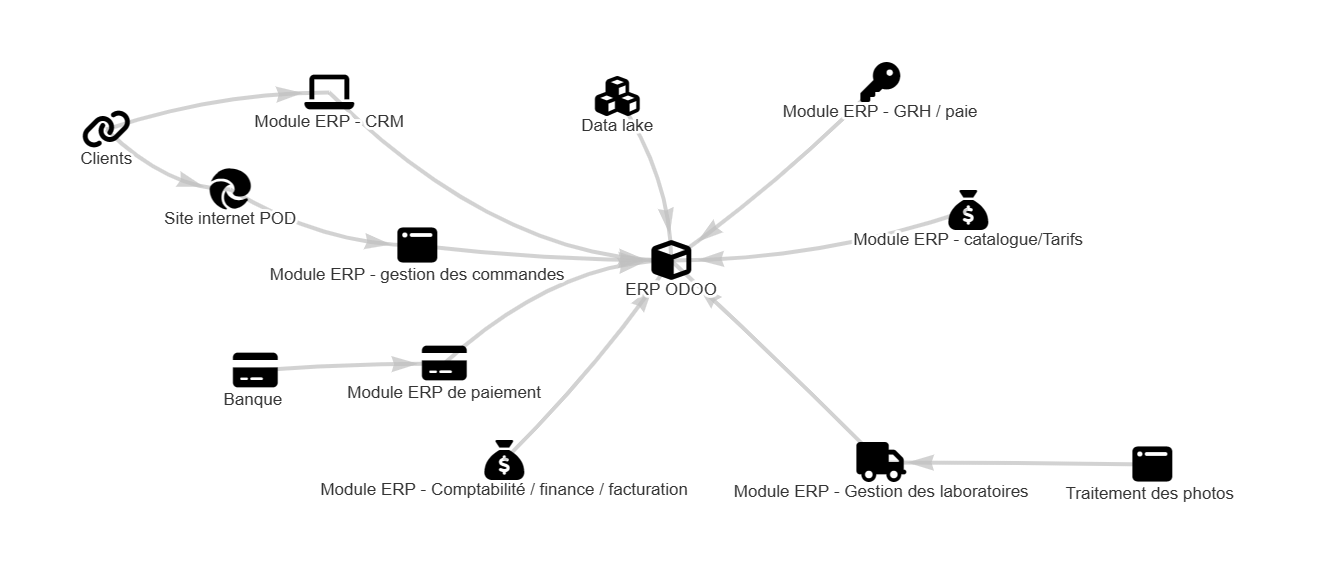 Module ERP - CRM
Data lake
Module ERP - GRH / paie
Clients
Site internet POD
Module ERP - catalogue/Tarifs
Module ERP - gestion des commandes
ERP ODOO
Banque
Module ERP de paiement
Module ERP - Comptabilité / finance / facturation
Module ERP - Gestion des laboratoires
Traitement des photos